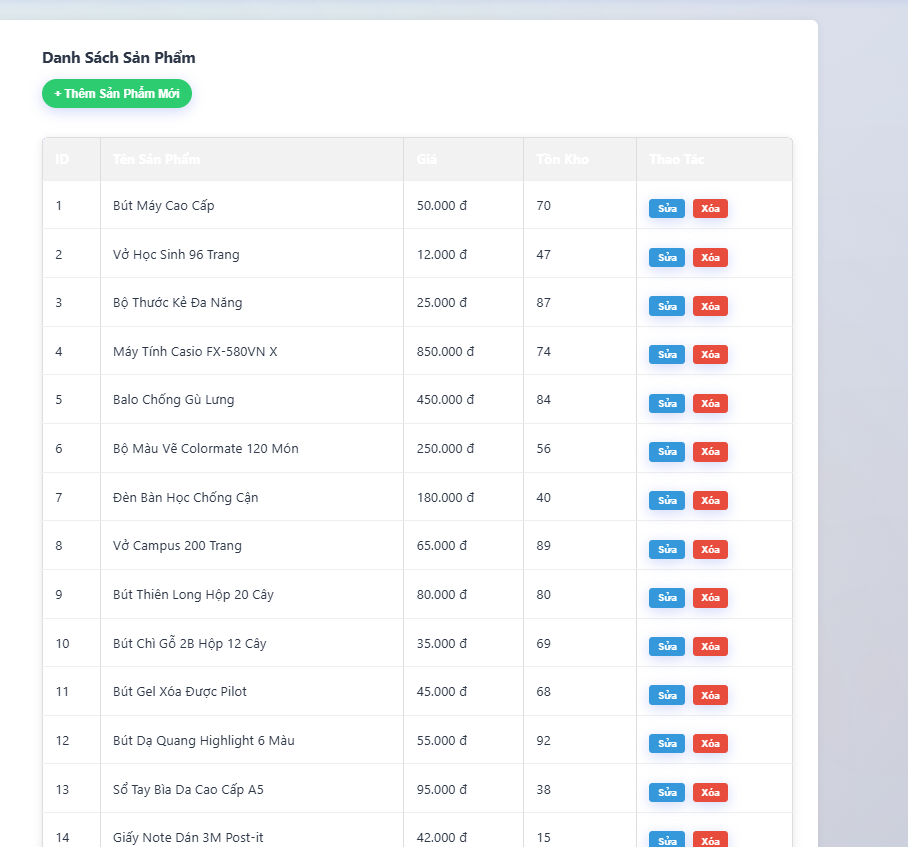 Danh Sách Sản Phẩm
+ Thêm Sản Phẩm Mới
ID Tên Sản Phẩm Giá Tồn Kho Thao Tác
1 Bút Máy Cao Cấp 50.000 đ 70 Sửa Xóa
2 Vở Học Sinh 96 Trang 12.000 đ 47 Sửa Xóa
3 Bộ Thước Kẻ Đa Năng 25.000 đ 87 Sửa Xóa
4 Máy Tính Casio FX-580VN X 850.000 đ 74 Sửa Xóa
5 Balo Chống Gù Lưng 450.000 đ 84 Sửa Xóa
6 Bộ Màu Vẽ Colormate 120 Món 250.000 đ 56 Sửa Xóa
7 Đèn Bàn Học Chống Cận 180.000 đ 40 Sửa Xóa
8 Vở Campus 200 Trang 65.000 đ 89 Sửa Xóa
9 Bút Thiên Long Hộp 20 Cây 80.000 đ 80 Sửa Xóa
10 Bút Chì Gỗ 2B Hộp 12 Cây 35.000 đ 69 Sửa Xóa
11 Bút Gel Xóa Được Pilot 45.000 đ 68 Sửa Xóa
12 Bút Dạ Quang Highlight 6 Màu 55.000 đ 92 Sửa Xóa
13 Sổ Tay Bìa Da Cao Cấp A5 95.000 đ 38 Sửa Xóa
14 Giấy Note Dán 3M Post-it 42.000 đ 15 Sửa Xóa